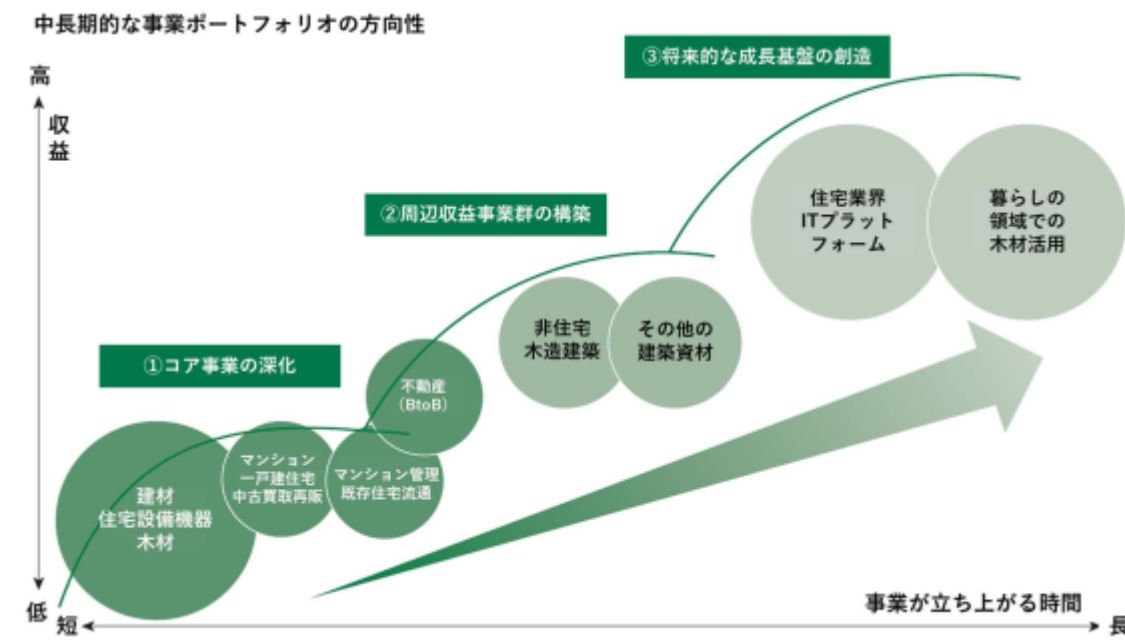 中長期的な事業ポートフォリオの方向性
高
収
益
③将来的な成長基盤の創造
住宅業界
ITプラット
フォーム
暮らしの
領域での
木材活用
②周辺収益事業群の構築
非住宅
木造建築
その他の
建築資材
①コア事業の深化
不動産
(BtoB)
マンション
一戸建住宅
中古買取再販
マンション管理
既存住宅流通
建材
住宅設備機器
木材
低
短
事業が立ち上がる時間
長